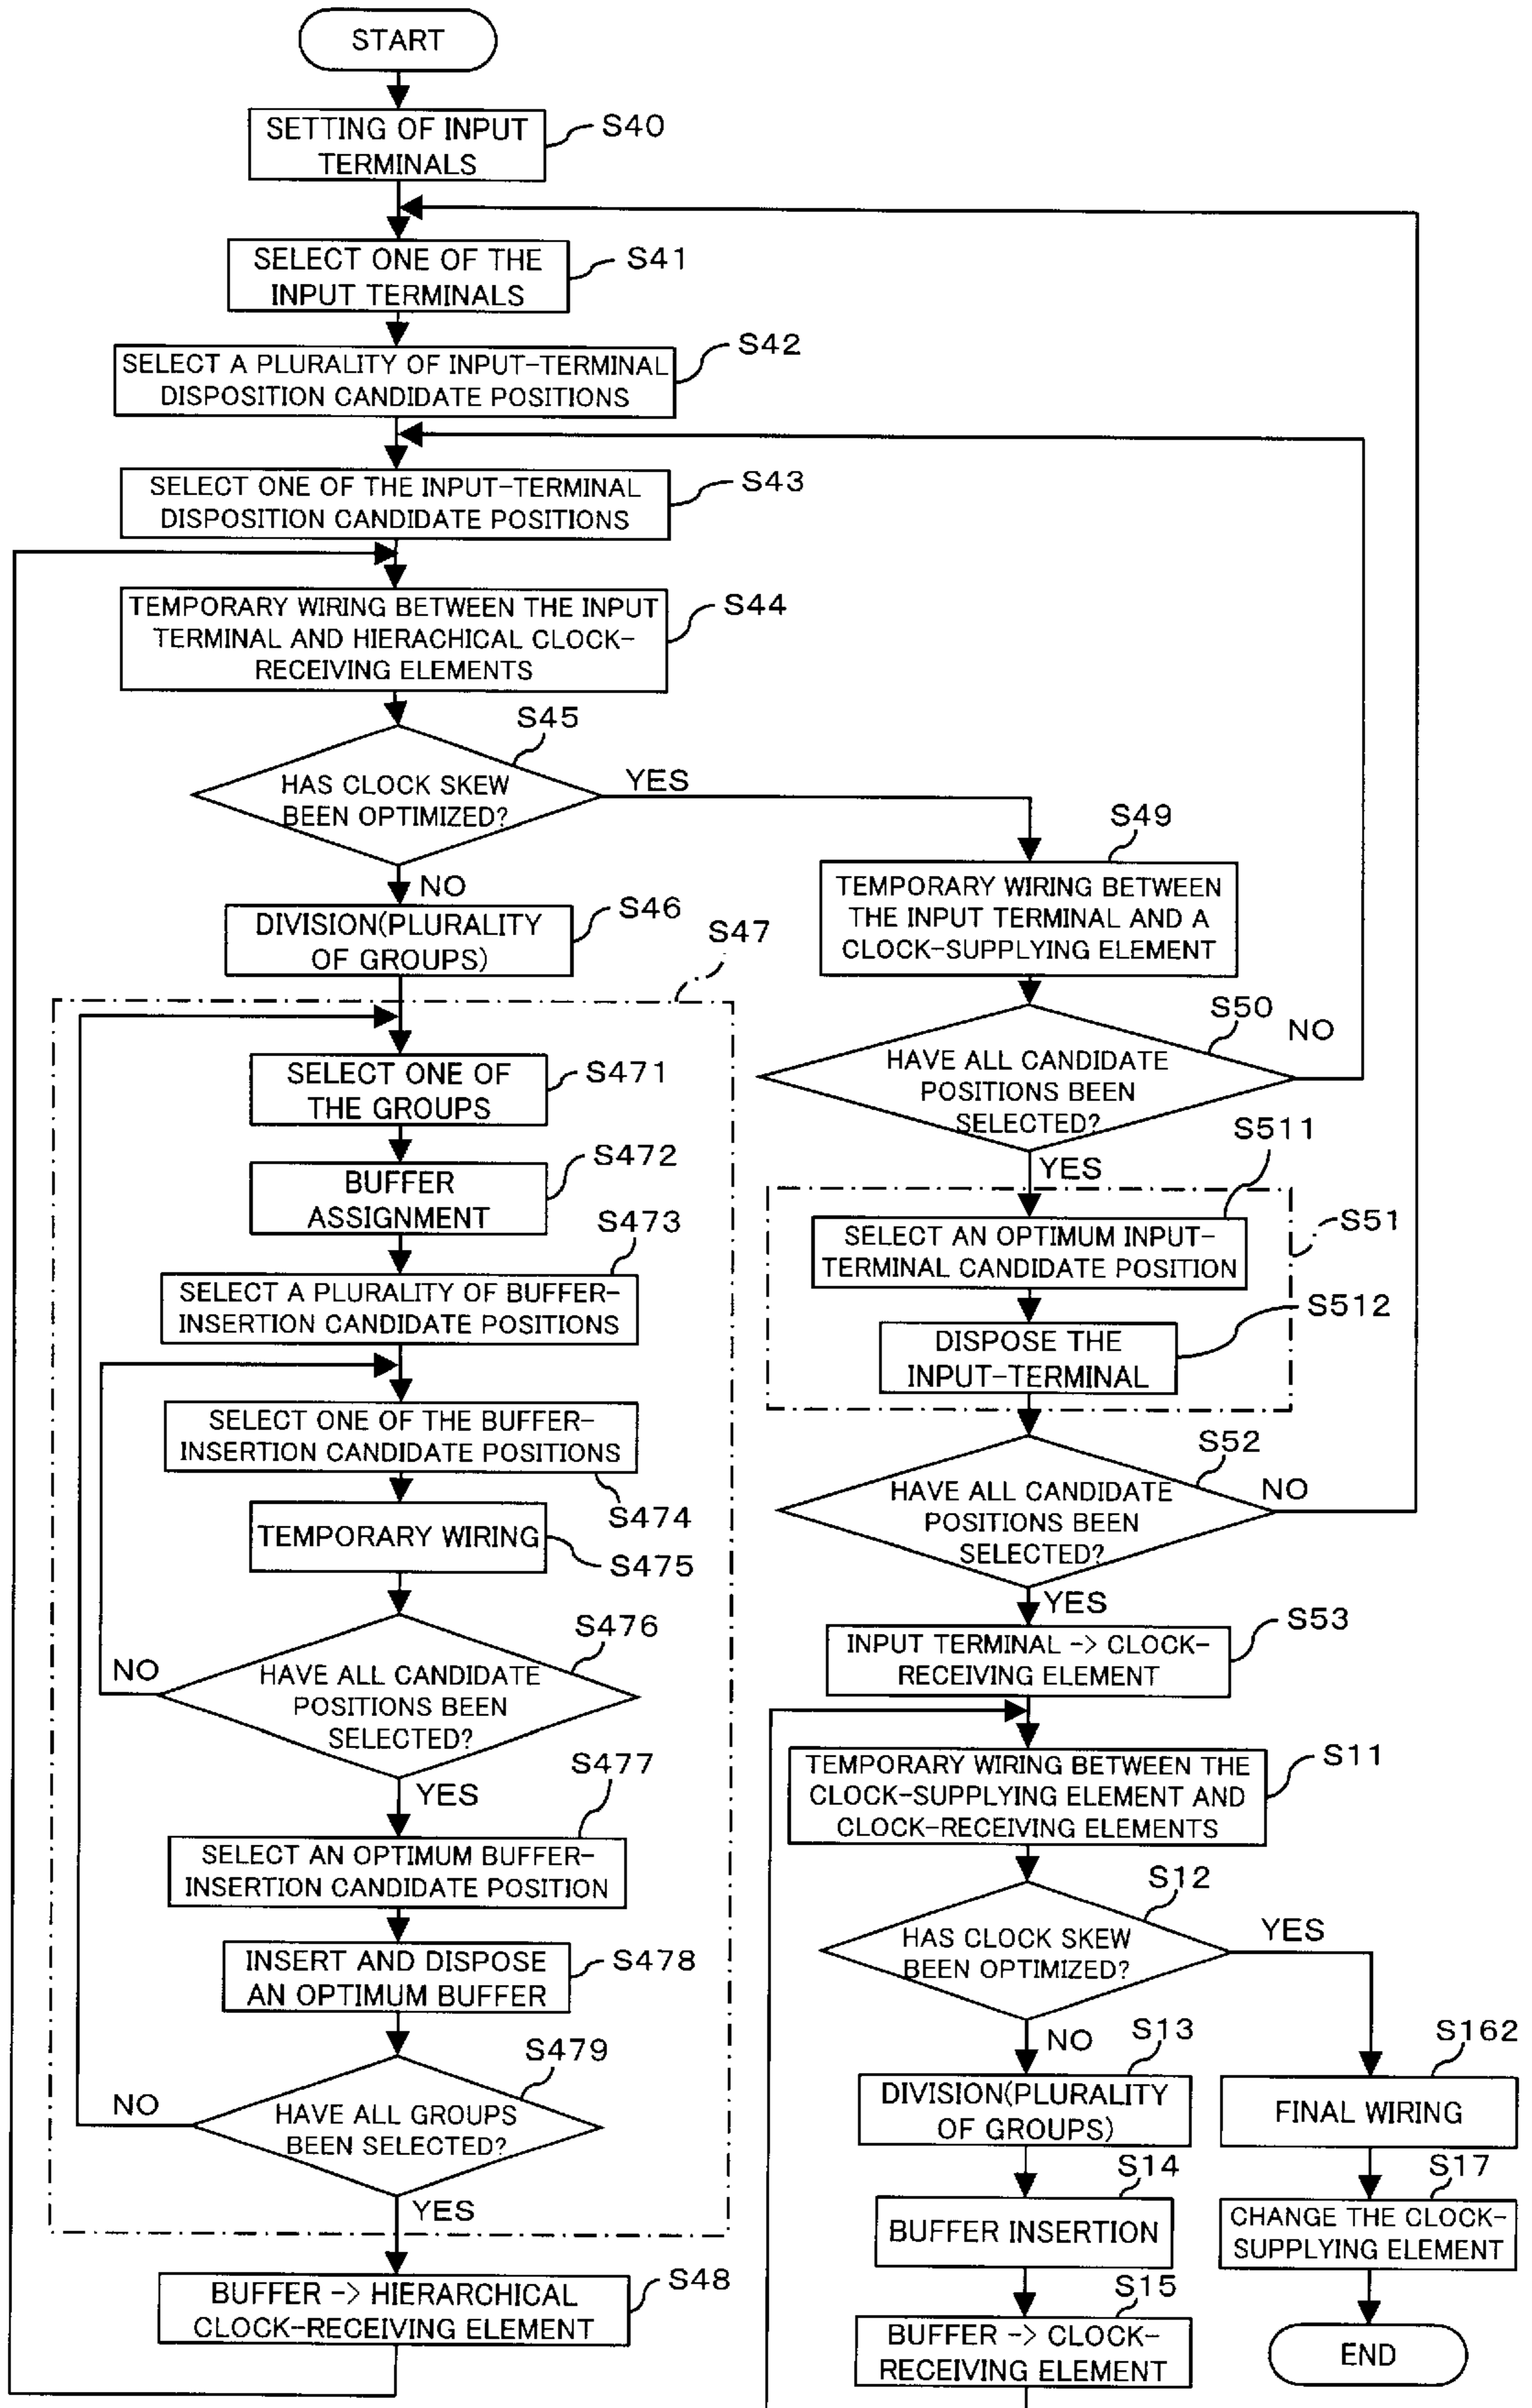 START
SETTING OF INPUT
TERMINALS
S40
SELECT ONE OF THE
INPUT TERMINALS
S41
SELECT A PLURALITY OF INPUT-TERMINAL
DISPOSITION CANDIDATE POSITIONS
S42
SELECT ONE OF THE INPUT-TERMINAL
DISPOSITION CANDIDATE POSITIONS
S43
TEMPORARY WIRING BETWEEN THE INPUT
TERMINAL AND HIERACHICAL CLOCK-
RECEIVING ELEMENTS
S44
S45
HAS CLOCK SKEW
BEEN OPTIMIZED?
YES
NO
DIVISION(PLURALITY
OF GROUPS)
S46
S47
SELECT ONE OF
THE GROUPS
S471
BUFFER
ASSIGNMENT
S472
S473
SELECT A PLURALITY OF BUFFER-
INSERTION CANDIDATE POSITIONS
SELECT ONE OF THE BUFFER-
INSERTION CANDIDATE POSITIONS
S474
TEMPORARY WIRING
S475
S476
NO
HAVE ALL CANDIDATE
POSITIONS BEEN
SELECTED?
YES
S477
SELECT AN OPTIMUM BUFFER-
INSERTION CANDIDATE POSITION
INSERT AND DISPOSE
AN OPTIMUM BUFFER
S478
S479
NO
HAVE ALL GROUPS
BEEN SELECTED?
YES
BUFFER -> HIERARCHICAL
CLOCK-RECEIVING ELEMENT
S48
S49
TEMPORARY WIRING BETWEEN
THE INPUT TERMINAL AND A
CLOCK-SUPPLYING ELEMENT
S50
NO
HAVE ALL CANDIDATE
POSITIONS BEEN
SELECTED?
YES
S511
S51
SELECT AN OPTIMUM INPUT-
TERMINAL CANDIDATE POSITION
S512
DISPOSE THE
INPUT-TERMINAL
S52
NO
HAVE ALL CANDIDATE
POSITIONS BEEN
SELECTED?
YES
S53
INPUT TERMINAL -> CLOCK-
RECEIVING ELEMENT
TEMPORARY WIRING BETWEEN THE
CLOCK-SUPPLYING ELEMENT AND
CLOCK-RECEIVING ELEMENTS
S11
S12
HAS CLOCK SKEW
BEEN OPTIMIZED?
YES
NO
S13
DIVISION(PLURALITY
OF GROUPS)
S14
BUFFER INSERTION
S15
BUFFER -> CLOCK-
RECEIVING ELEMENT
S162
FINAL WIRING
S17
CHANGE THE CLOCK-
SUPPLYING ELEMENT
END